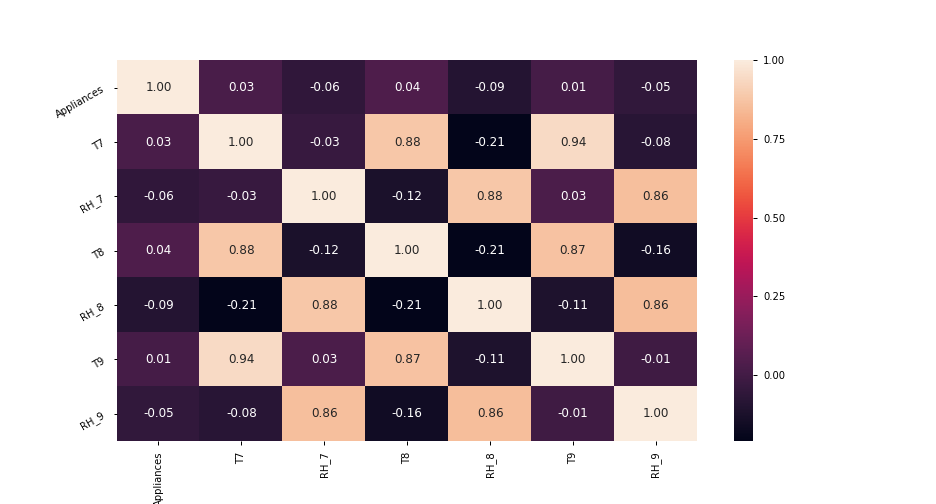 Appliances 1.00 0.03 -0.06 0.04 -0.09 0.01 -0.05
T7 0.03 1.00 -0.03 0.88 -0.21 0.94 -0.08
RH_7 -0.06 -0.03 1.00 -0.12 0.88 0.03 0.86
T8 0.04 0.88 -0.12 1.00 -0.21 0.87 -0.16
RH_8 -0.09 -0.21 0.88 -0.21 1.00 -0.11 0.86
T9 0.01 0.94 0.03 0.87 -0.11 1.00 -0.01
RH_9 -0.05 -0.08 0.86 -0.16 0.86 -0.01 1.00
Appliances T7 RH_7 T8 RH_8 T9 RH_9
1.00
0.75
0.50
0.25
0.00